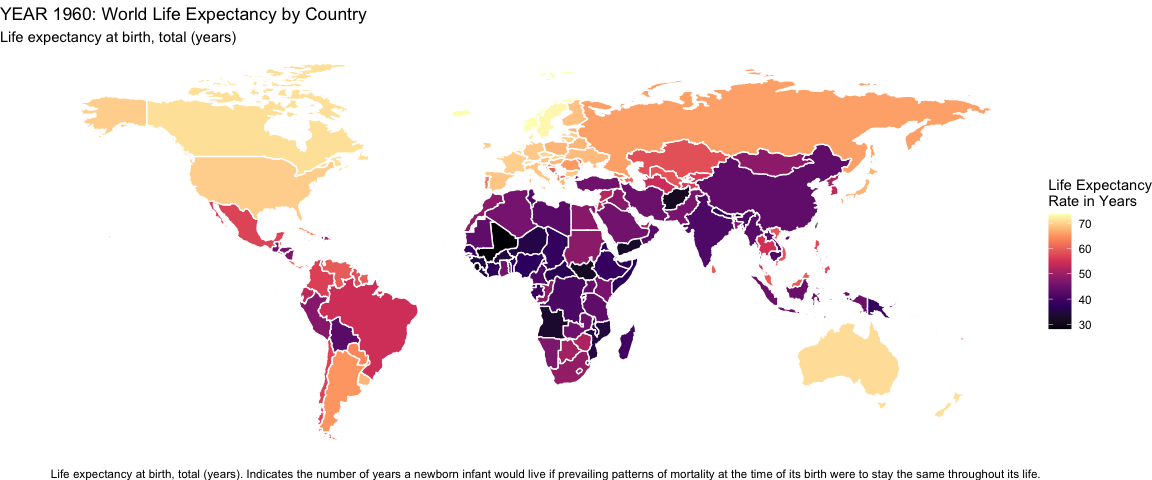 YEAR 1960: World Life Expectancy by Country
Life expectancy at birth, total (years)
Life Expectancy
Rate in Years
70
60
50
40
30
Life expectancy at birth, total (years). Indicates the number of years a newborn infant would live if prevailing patterns of mortality at the time of its birth were to stay the same throughout its life.